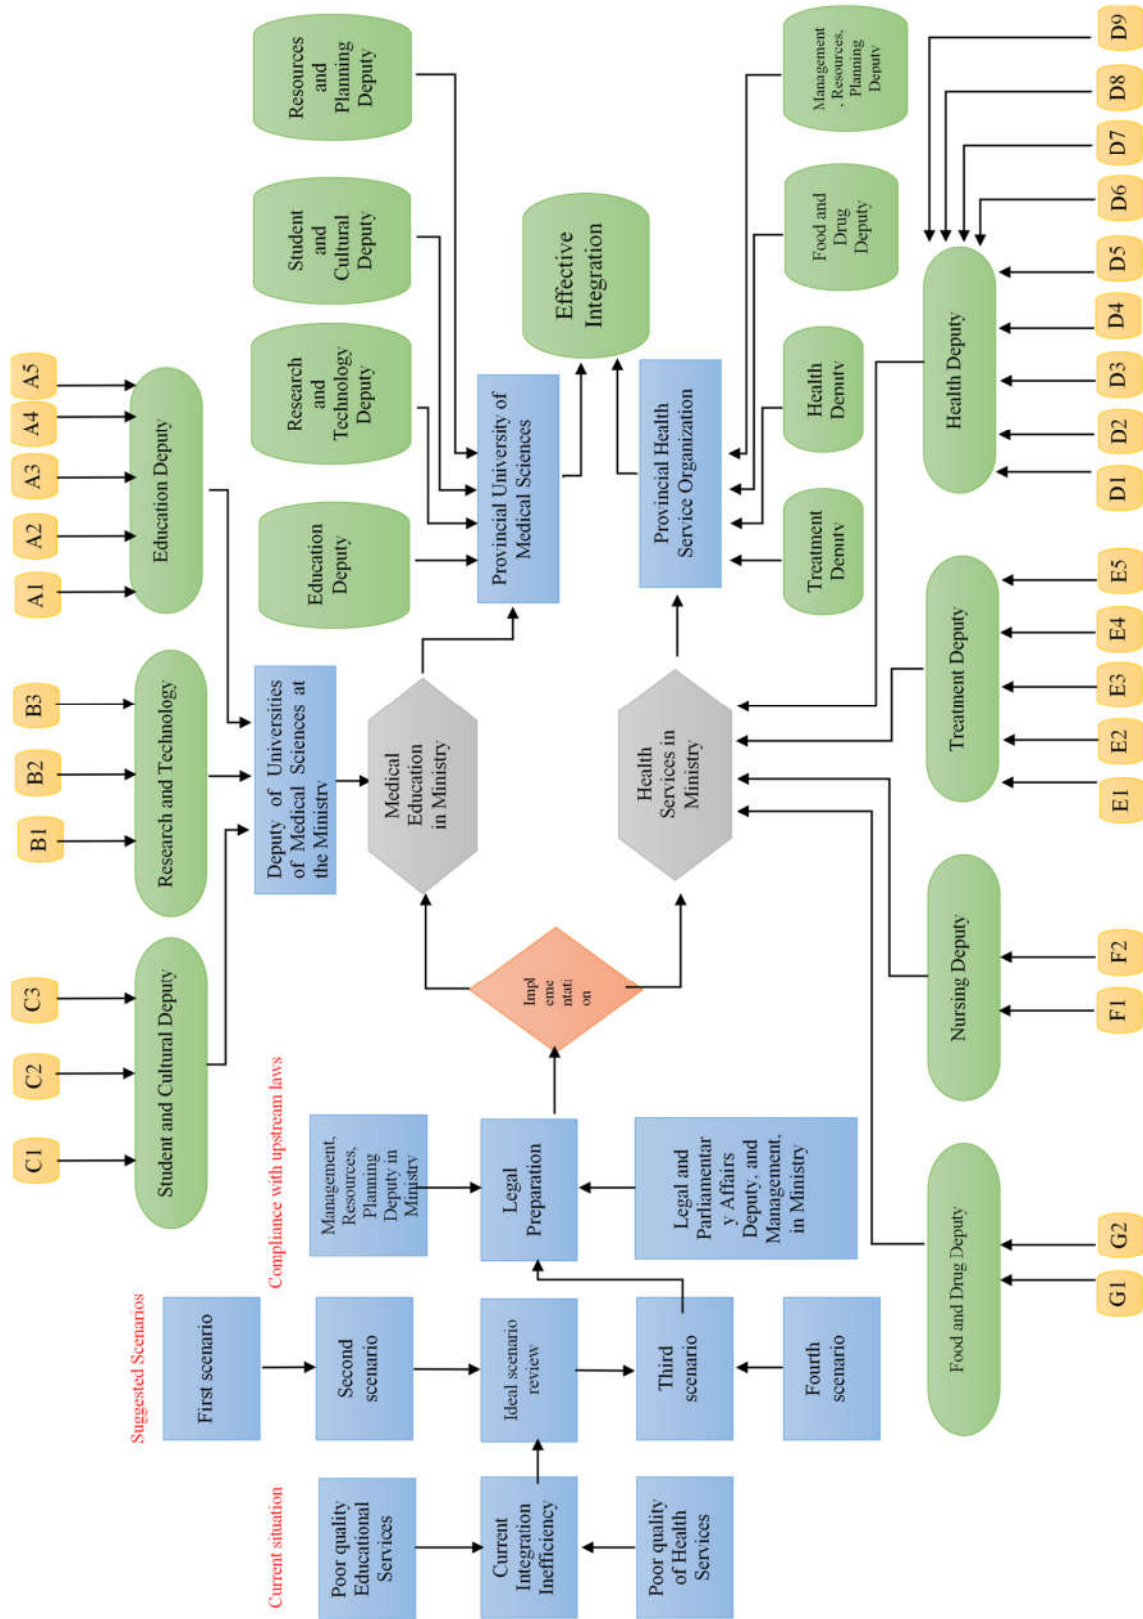 Current situation
Suggested Scenarios
Compliance with upstream laws
C1
C2
C3
B1
B2
B3
A1
A2
A3
A4
A5
Student and Cultural Deputy
Research and Technology
Education Deputy
First scenario
Poor quality
Educational
Services
Second
scenario
Management,
Resources,
Planning
Deputy in
Ministry
Deputy of Universities
of Medical Sciences at
the Ministry
Education
Deputy
Research
and
Technology
Deputy
Student
and
Cultural
Deputy
Resources
and
Planning
Deputy
Medical
Education
in Ministry
Current
Integration
Inefficiency
Ideal scenario
review
Legal
Preparation
Impl
eme
ntati
on
Provincial University of
Medical Sciences
Effective
Integration
Poor quality
of Health
Services
Third
scenario
Legal and
Parliamentar
y Affairs
Deputy, and
Management,
in Ministry
Health
Services in
Ministry
Provincial Health
Service Organization
Fourth
scenario
Treatment
Deputy
Health
Deputy
Food and
Drug
Deputy
Management
, Resources,
Planning
Deputy
Food and Drug Deputy
Nursing Deputy
Treatment Deputy
Health Deputy
G1
G2
F1
F2
E1
E2
E3
E4
E5
D1
D2
D3
D4
D5
D6
D7
D8
D9